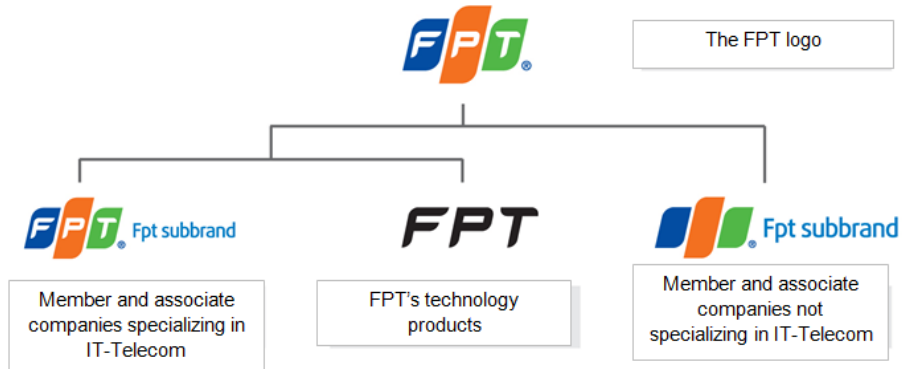 FPT®
The FPT logo
FPT® Fpt subbrand
FPT
® Fpt subbrand
Member and associate
companies specializing in
IT-Telecom
FPT's technology
products
Member and associate
companies not
specializing in IT-Telecom